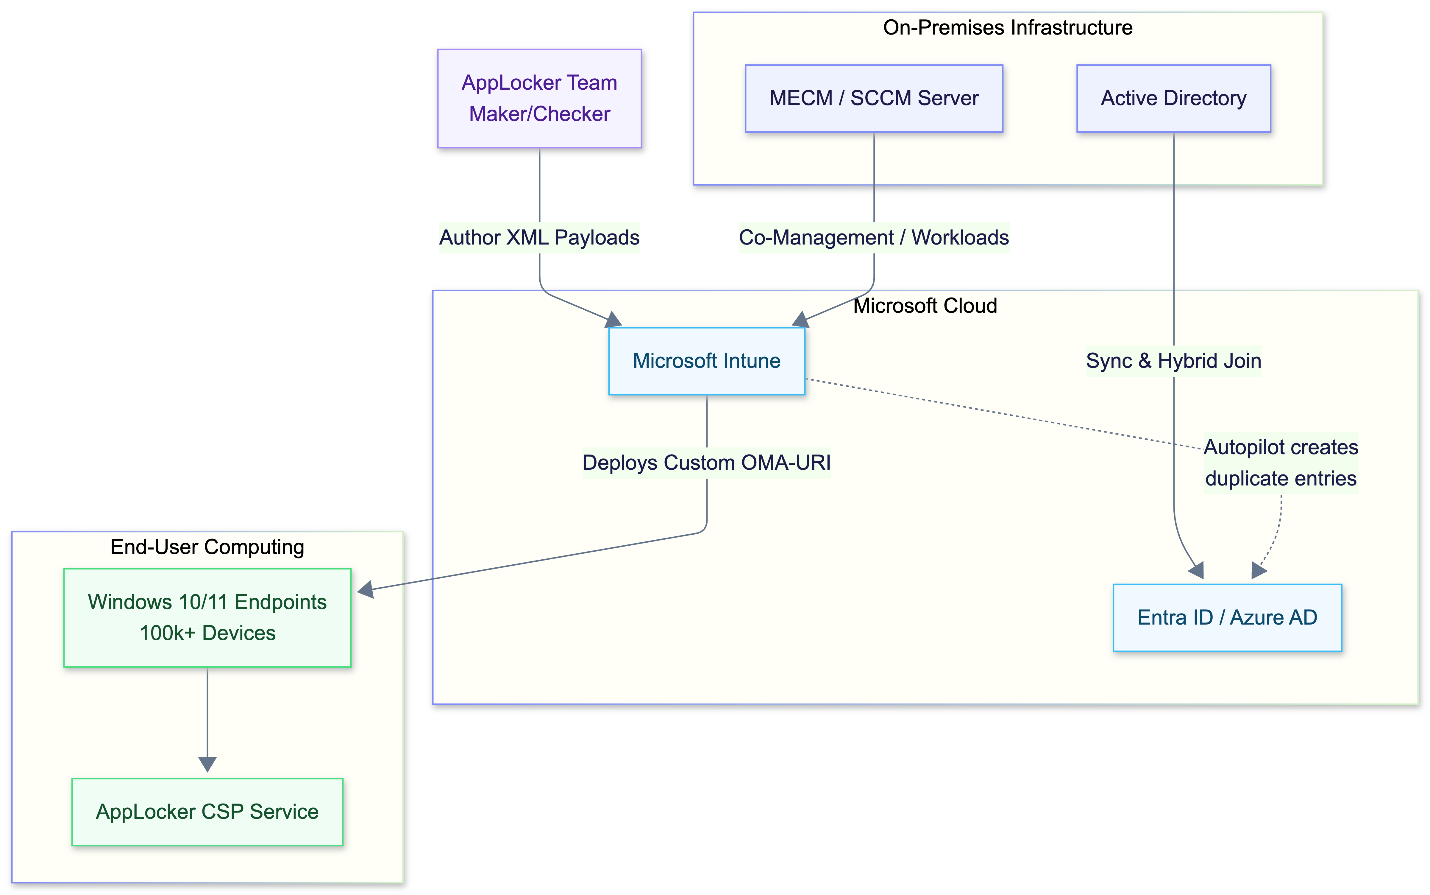 On-Premises Infrastructure
AppLocker Team
Maker/Checker
MECM / SCCM Server
Active Directory
Author XML Payloads
Co-Management / Workloads
Microsoft Cloud
Microsoft Intune
Sync & Hybrid Join
Deploys Custom OMA-URI
Autopilot creates
duplicate entries
End-User Computing
Windows 10/11 Endpoints
100k+ Devices
Entra ID / Azure AD
AppLocker CSP Service